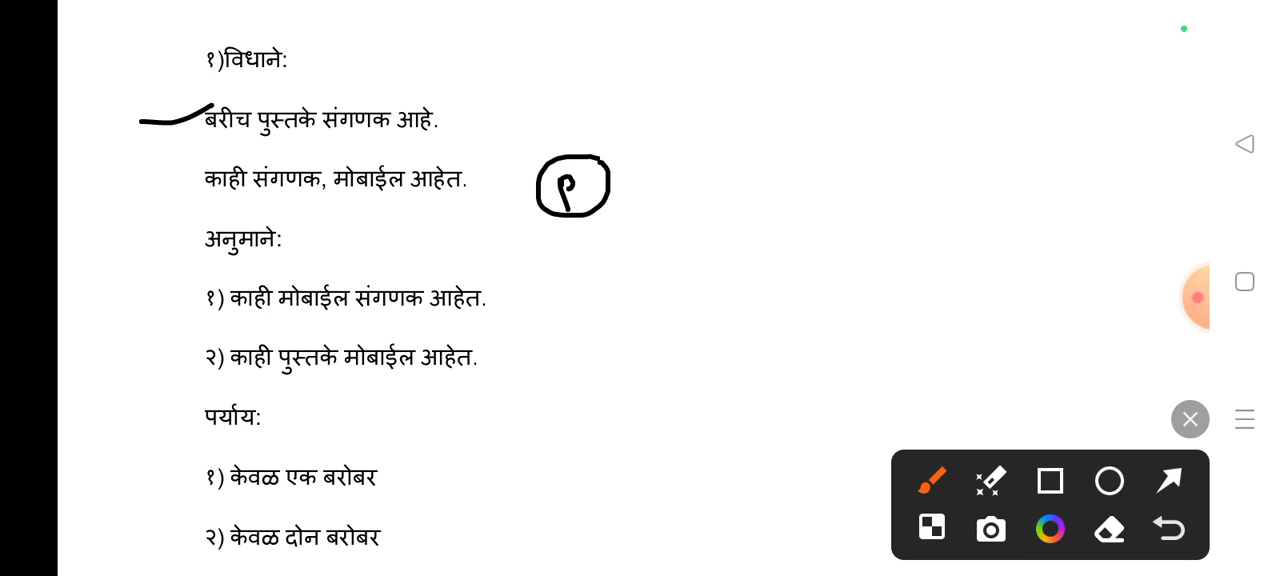 १)विधाने:
बरीच पुस्तके संगणक आहे.
काही संगणक, मोबाईल आहेत.
१
अनुमाने:
१) काही मोबाईल संगणक आहेत.
२) काही पुस्तके मोबाईल आहेत.
पर्याय:
१) केवळ एक बरोबर
२) केवळ दोन बरोबर